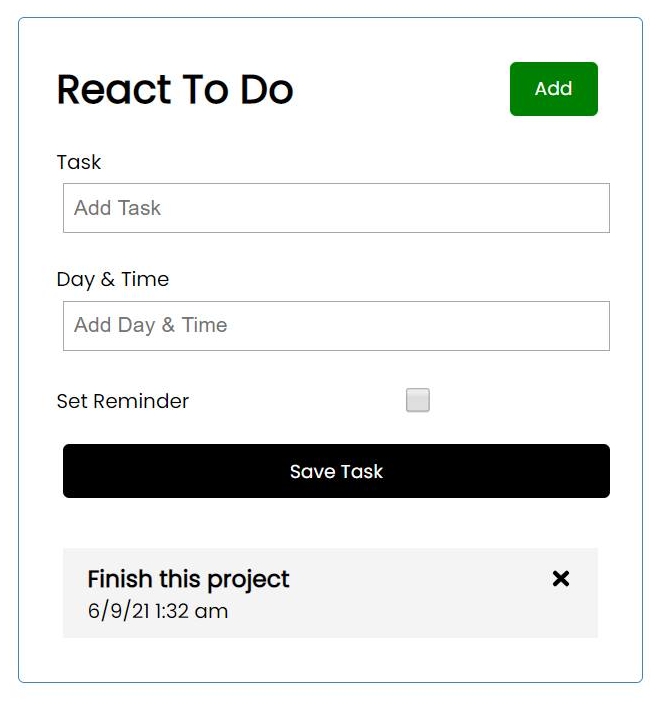 React To Do
Add
Task
Add Task
Day & Time
Add Day & Time
Set Reminder
Save Task
Finish this project
6/9/21 1:32 am